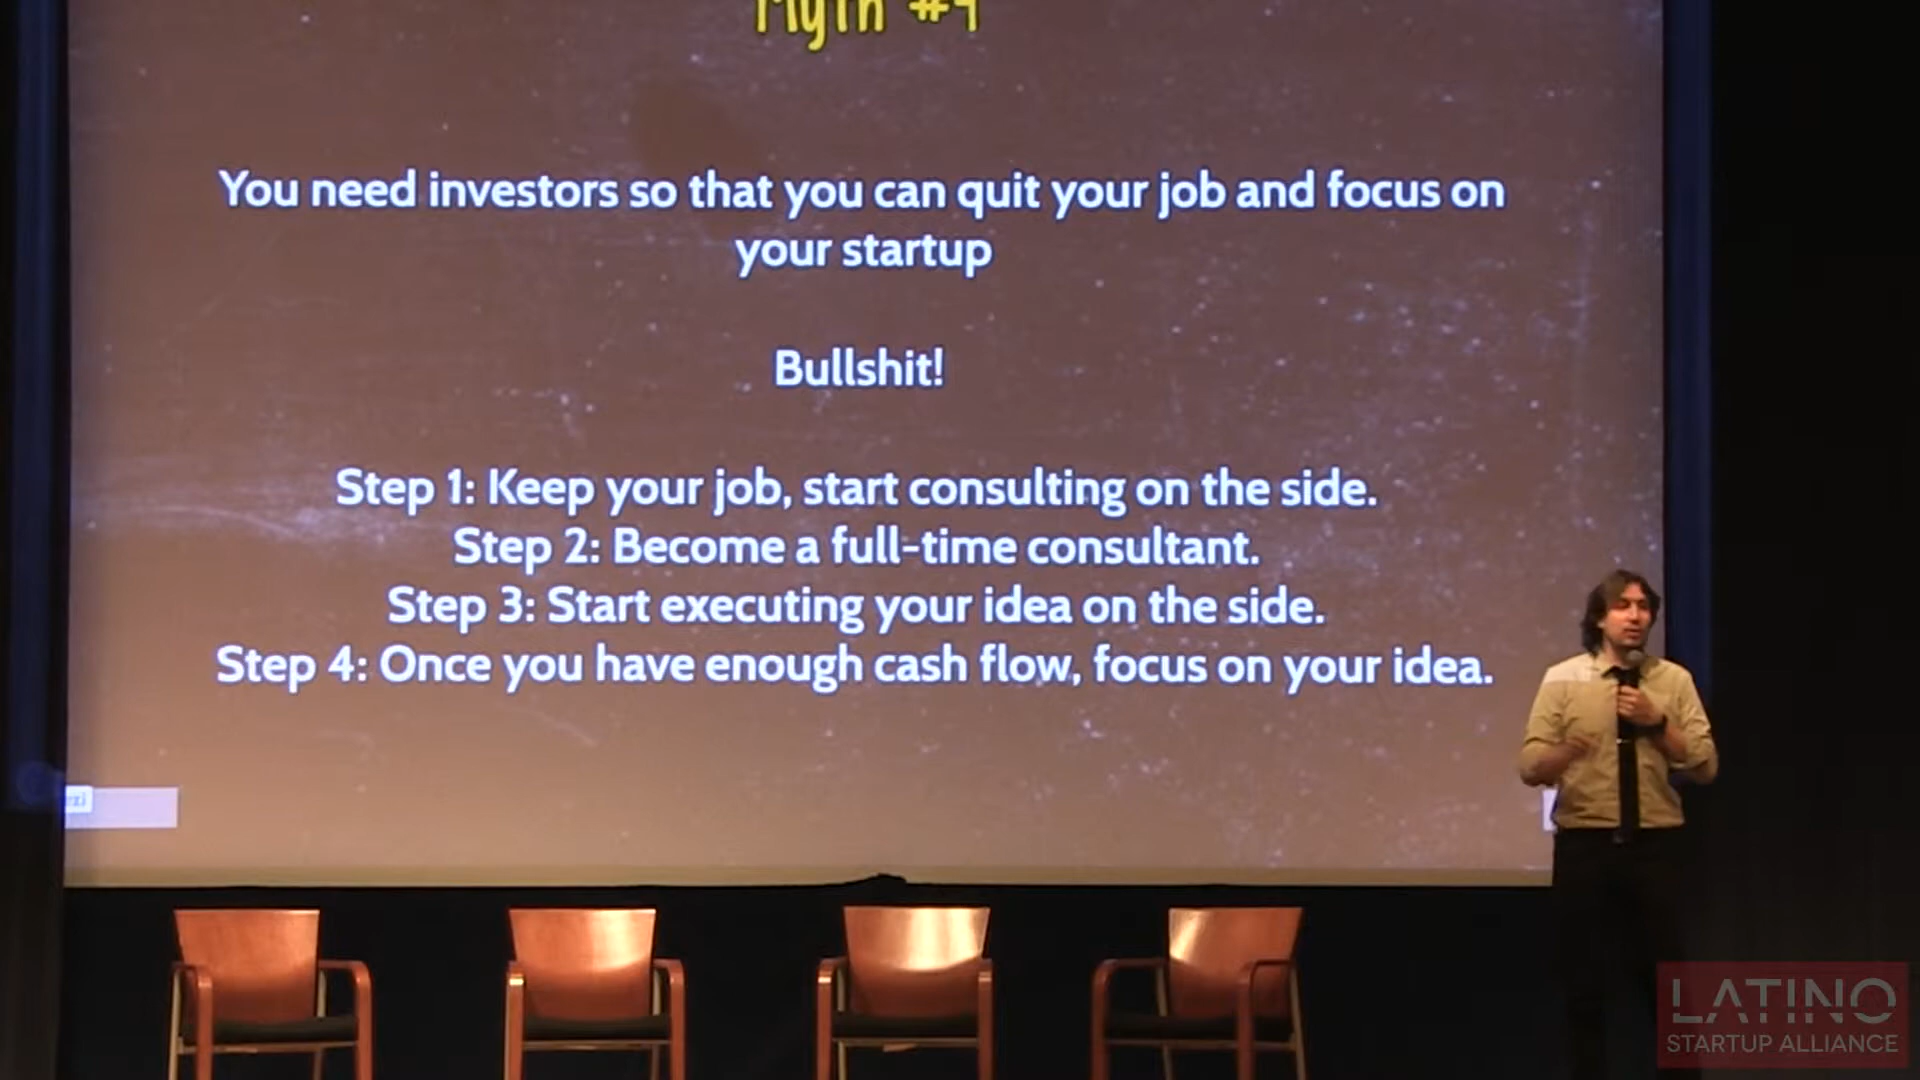 Myth #4
You need investors so that you can quit your job and focus on
your startup
Bullshit!
Step 1: Keep your job, start consulting on the side.
Step 2: Become a full-time consultant.
Step 3: Start executing your idea on the side.
Step 4: Once you have enough cash flow, focus on your idea.
LATINO
STARTUP ALLIANCE